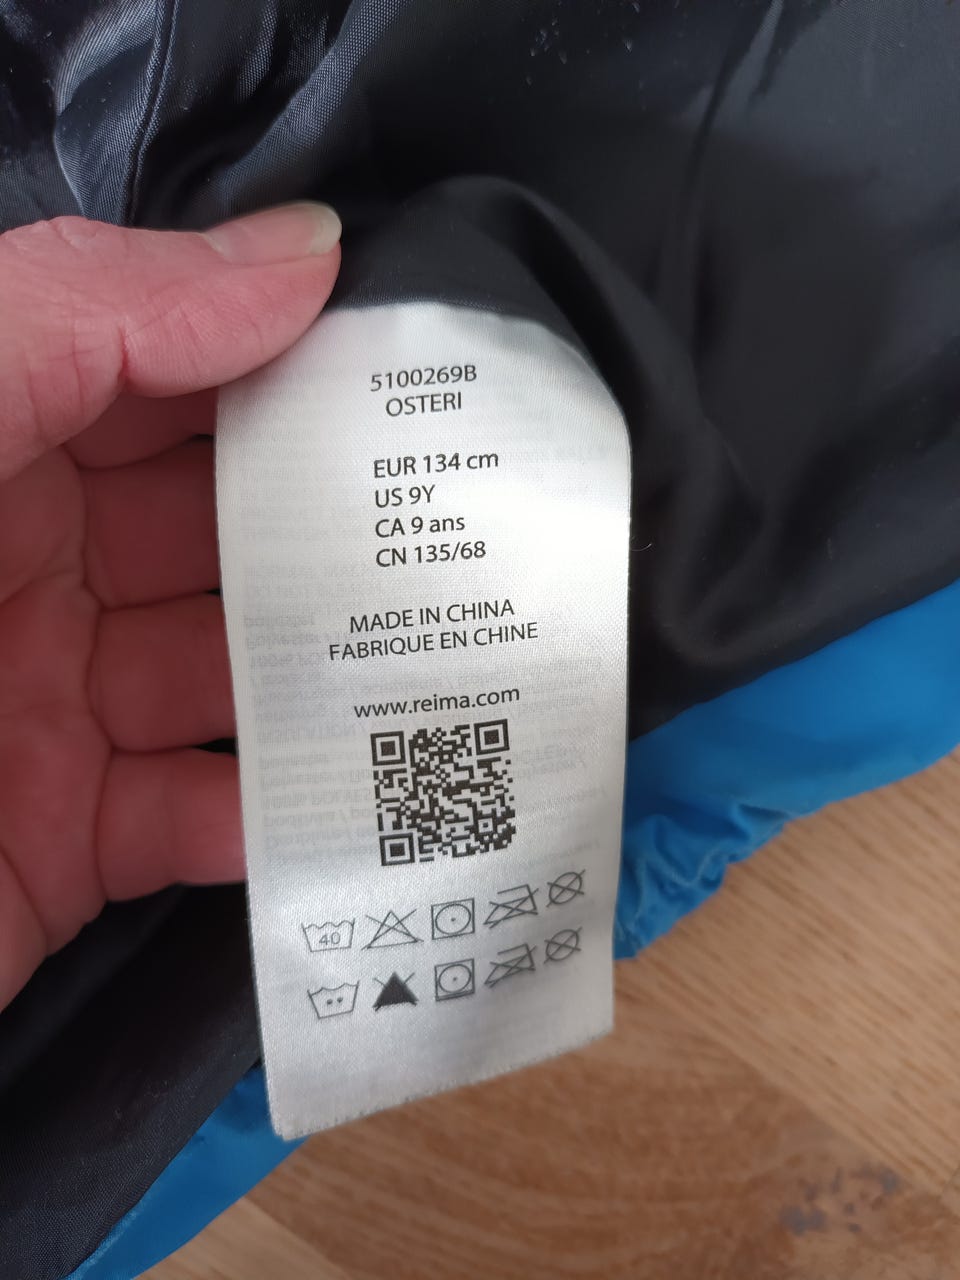 5100269B
OSTERI
EUR 134 cm
US 9Y
CA 9 ans
CN 135/68
MADE IN CHINA
FABRIQUE EN CHINE
www.reima.com
40